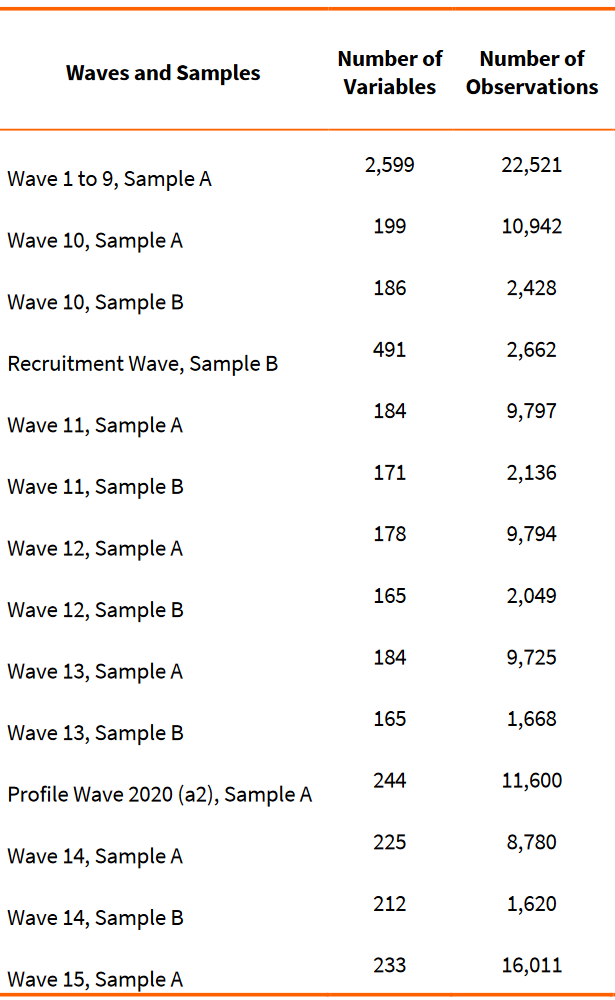 Waves and Samples Number of Variables Number of Observations
Wave 1 to 9, Sample A 2,599 22,521
Wave 10, Sample A 199 10,942
Wave 10, Sample B 186 2,428
Recruitment Wave, Sample B 491 2,662
Wave 11, Sample A 184 9,797
Wave 11, Sample B 171 2,136
Wave 12, Sample A 178 9,794
Wave 12, Sample B 165 2,049
Wave 13, Sample A 184 9,725
Wave 13, Sample B 165 1,668
Profile Wave 2020 (a2), Sample A 244 11,600
Wave 14, Sample A 225 8,780
Wave 14, Sample B 212 1,620
Wave 15, Sample A 233 16,011